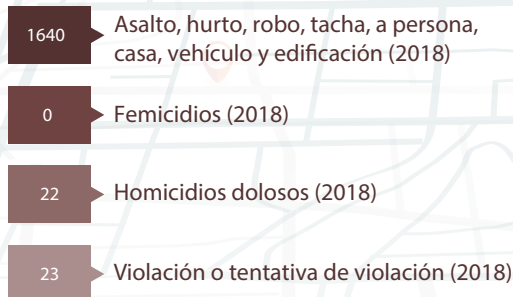 1640
Asalto, hurto, robo, tacha, a persona,
casa, vehículo y edificación (2018)
0
Femicidios (2018)
22
Homicidios dolosos (2018)
23
Violación o tentativa de violación (2018)